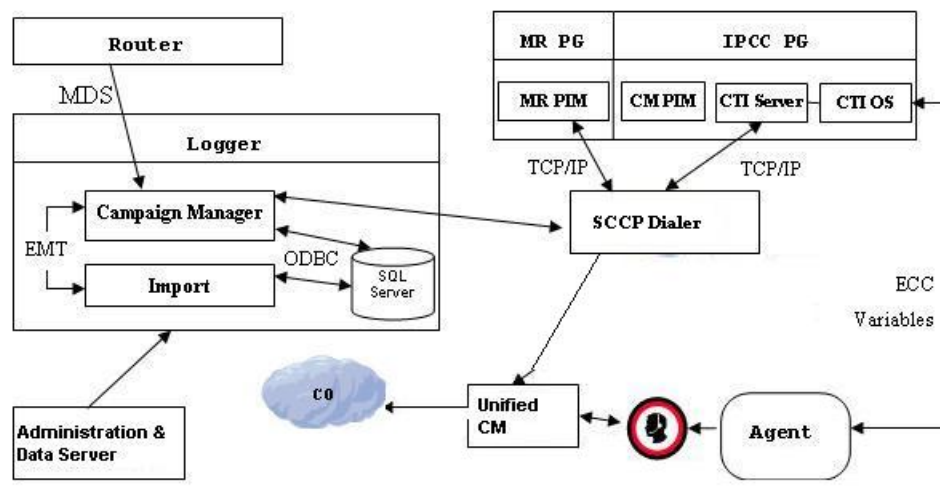 Router
MDS
Logger
Campaign Manager
EMT
ODBC
Import
SQL
Server
Administration &
Data Server
MR PG
IPCC PG
MR PIM
CM PIM
CTI Server
CTI OS
TCP/IP
TCP/IP
SCCP Dialer
ECC
Variables
CO
Unified
CM
Agent